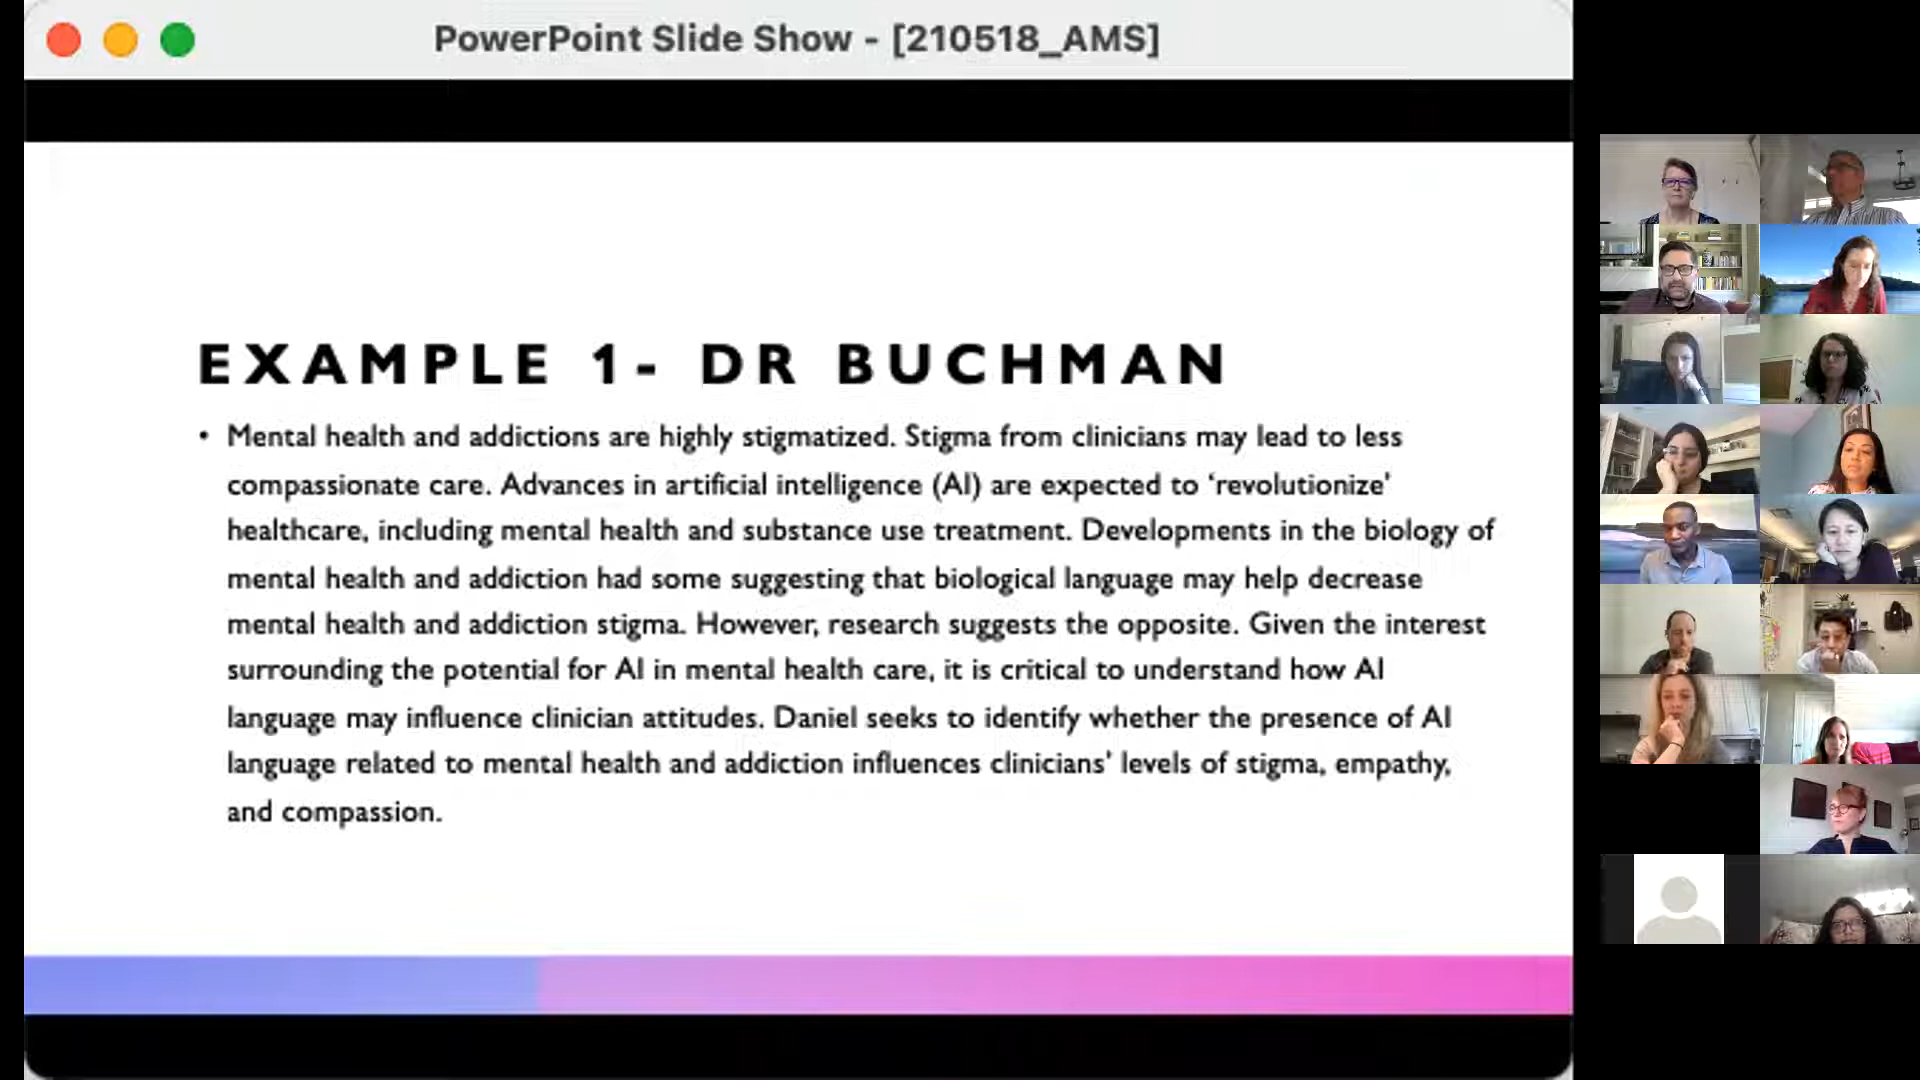 PowerPoint Slide Show - [210518_AMS]
EXAMPLE 1- DR BUCHMAN
• Mental health and addictions are highly stigmatized. Stigma from clinicians may lead to less
compassionate care. Advances in artificial intelligence (AI) are expected to ‘revolutionize’
healthcare, including mental health and substance use treatment. Developments in the biology of
mental health and addiction had some suggesting that biological language may help decrease
mental health and addiction stigma. However, research suggests the opposite. Given the interest
surrounding the potential for AI in mental health care, it is critical to understand how AI
language may influence clinician attitudes. Daniel seeks to identify whether the presence of AI
language related to mental health and addiction influences clinicians’ levels of stigma, empathy,
and compassion.